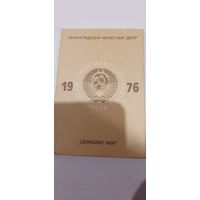 ЛЕНИНГРАДСКИЙ МОНЕТНЫЙ ДВОР
19 76
LENINGRAD MINT